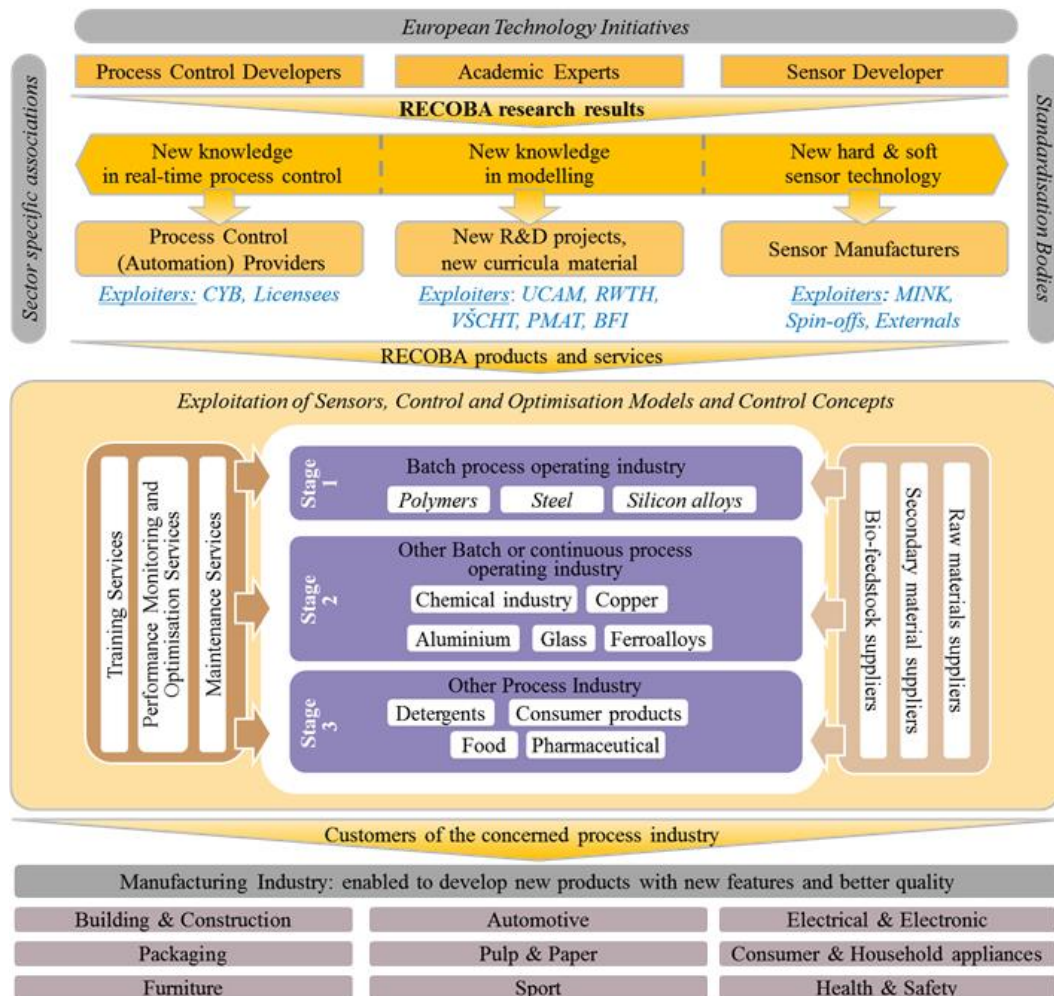 European Technology Initiatives
Sector specific associations
Standardisation Bodies
Process Control Developers
Academic Experts
Sensor Developer
RECOBA research results
New knowledge
in real-time process control
New knowledge
in modelling
New hard & soft
sensor technology
Process Control
(Automation) Providers
New R&D projects,
new curricula material
Sensor Manufacturers
Exploiters: CYB, Licensees
Exploiters: UCAM, RWTH,
VŠCHT, PMAT, BFI
Exploiters: MINK,
Spin-offs, Externals
RECOBA products and services
Exploitation of Sensors, Control and Optimisation Models and Control Concepts
Training Services
Performance Monitoring and
Optimisation Services
Maintenance Services
Stage
1
Batch process operating industry
Polymers
Steel
Silicon alloys
Stage
2
Other Batch or continuous process
operating industry
Chemical industry
Copper
Aluminium
Glass
Ferroalloys
Stage
3
Other Process Industry
Detergents
Consumer products
Food
Pharmaceutical
Bio-feedstock suppliers
Secondary material suppliers
Raw materials suppliers
Customers of the concerned process industry
Manufacturing Industry: enabled to develop new products with new features and better quality
Building & Construction
Automotive
Electrical & Electronic
Packaging
Pulp & Paper
Consumer & Household appliances
Furniture
Sport
Health & Safety